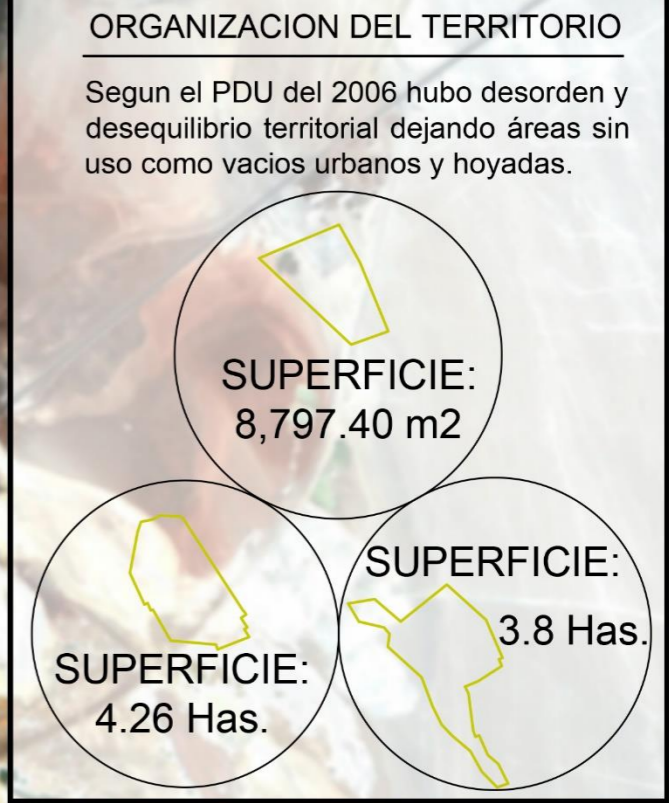 ORGANIZACION DEL TERRITORIO
Segun el PDU del 2006 hubo desorden y
desequilibrio territorial dejando áreas sin
uso como vacios urbanos y hoyadas.
SUPERFICIE:
8,797.40 m2
SUPERFICIE:
4.26 Has.
SUPERFICIE:
3.8 Has.